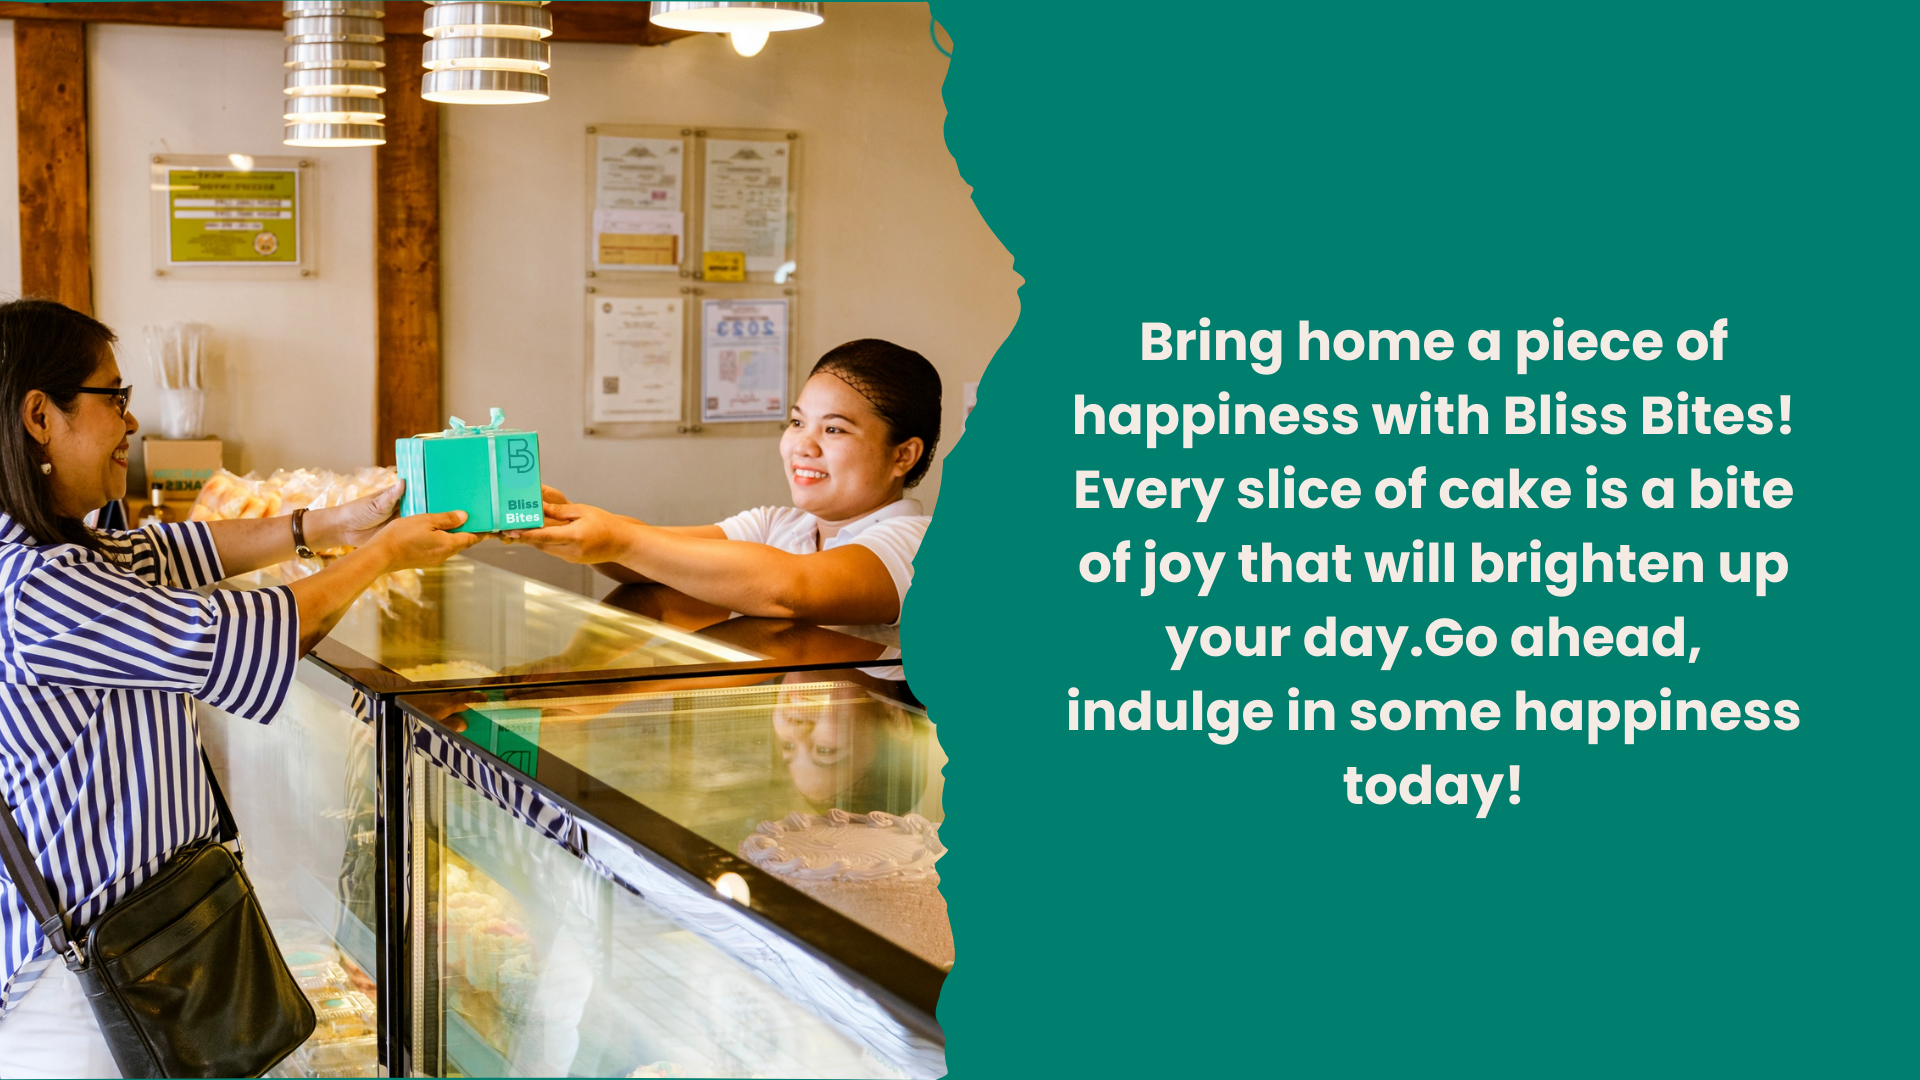 Bliss
Bites
Bring home a piece of
happiness with Bliss Bites!
Every slice of cake is a bite
of joy that will brighten up
your day.Go ahead,
indulge in some happiness
today!